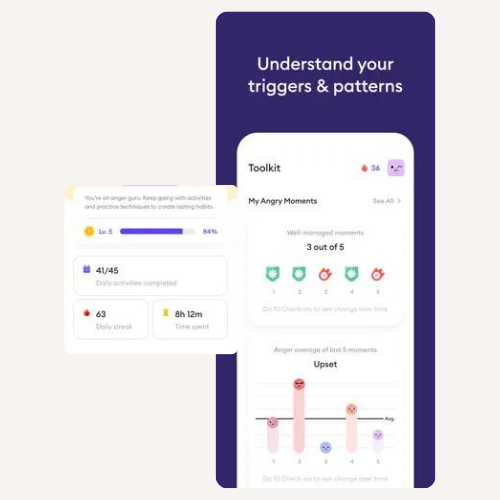 Understand your
triggers & patterns
Toolkit
36
My Angry Moments
See All >
Well-managed moments
3 out of 5
1 2 3 4 5
Do 10 Check-ins to see change over time
Anger average of last 5 moments
Upset
Avg.
1 2 3 4 5
Do 10 Check-ins to see change over time
You're an anger guru. Keep going with activities
and practice techniques to create lasting habits.
Lv. 5
84%
41/45
Daily activities completed
63
Daily streak
8h 12m
Time spent